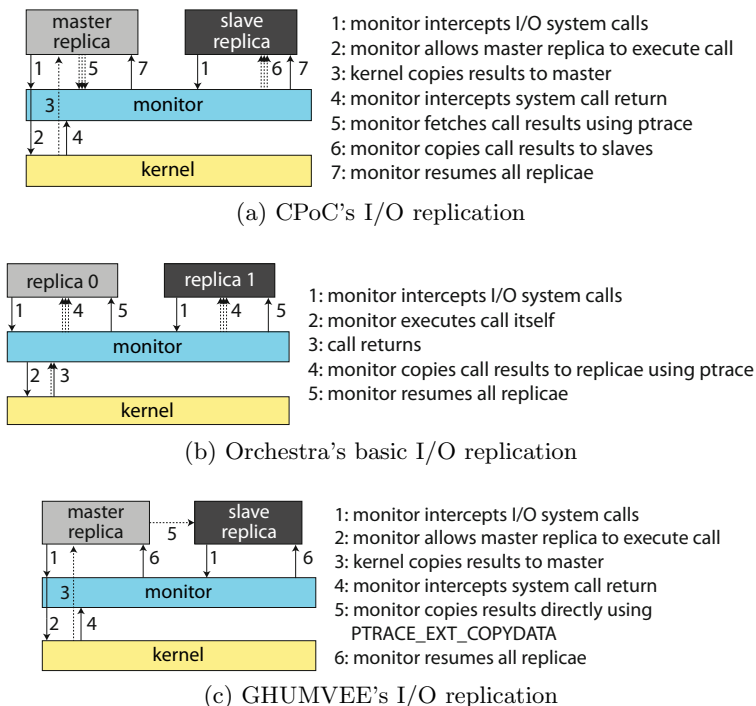 master
replica
slave
replica
1 2 3 4 5 7 1 6 7
monitor
kernel
1: monitor intercepts I/O system calls
2: monitor allows master replica to execute call
3: kernel copies results to master
4: monitor intercepts system call return
5: monitor fetches call results using ptrace
6: monitor copies call results to slaves
7: monitor resumes all replicae
(a) CPoC's I/O replication
replica 0
replica 1
1 4 5 1 4 5
monitor
2 3
kernel
1: monitor intercepts I/O system calls
2: monitor executes call itself
3: call returns
4: monitor copies call results to replicae using ptrace
5: monitor resumes all replicae
(b) Orchestra's basic I/O replication
master
replica
slave
replica
5
1 6 1 6
3 monitor
2 4
kernel
1: monitor intercepts I/O system calls
2: monitor allows master replica to execute call
3: kernel copies results to master
4: monitor intercepts system call return
5: monitor copies results directly using
PTRACE_EXT_COPYDATA
6: monitor resumes all replicae
(c) GHUMVEE's I/O replication